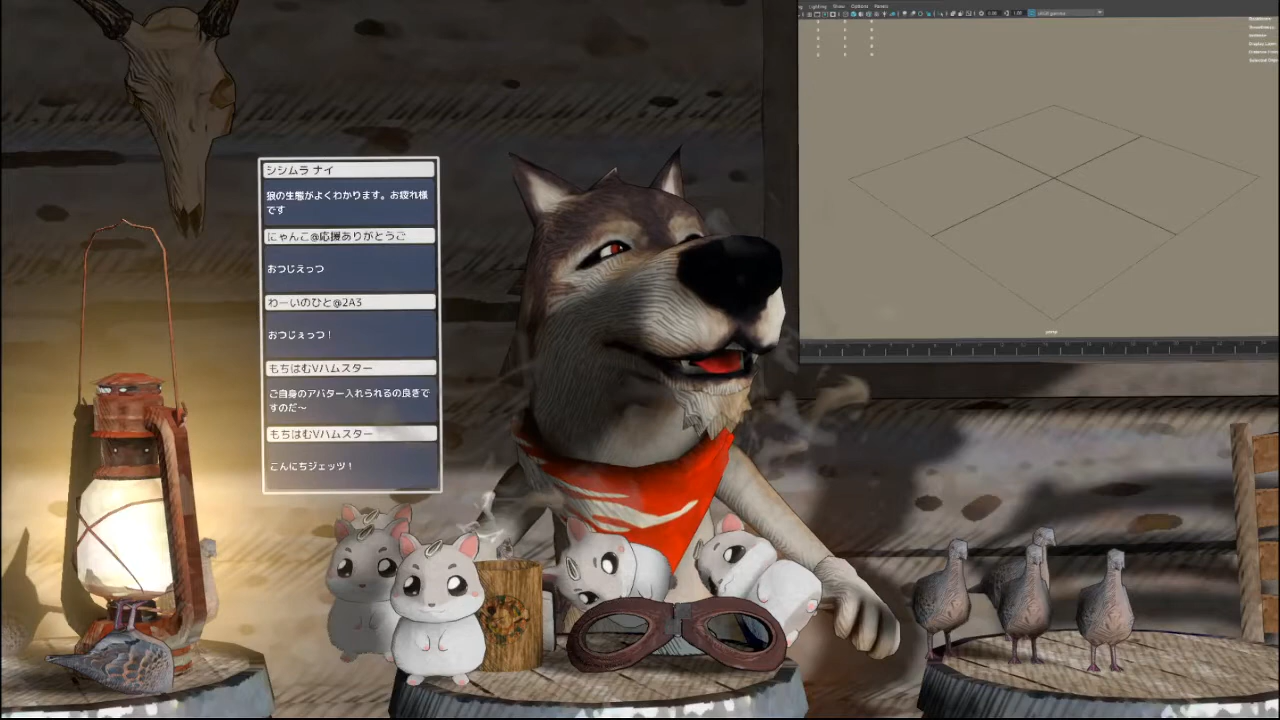 シシムラ ナイ
狼の生態がよくわかります。お疲れ様
です
にゃんこ@応援ありがとうご
おつじぇっつ
わーいのひと@2A3
おつじぇっつ！
もちはむVハムスター
ご自身のアバター入れられるの良きで
すのだ～
もちはむVハムスター
こんにちジェッツ！
Lighting Show Options Panels
persp